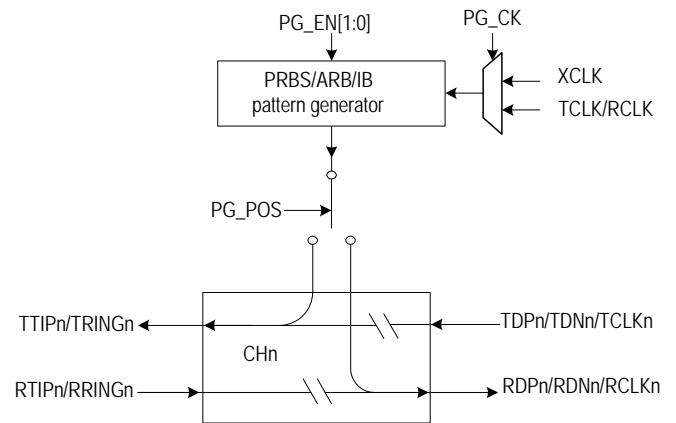 PG_EN[1:0]
PG_CK
PRBS/ARB/IB
pattern generator
XCLK
TCLK/RCLK
PG_POS
TTIPn/TRINGn
TDPn/TDNn/TCLKn
CHn
RTIPn/RRINGn
RDPn/RDNn/RCLKn